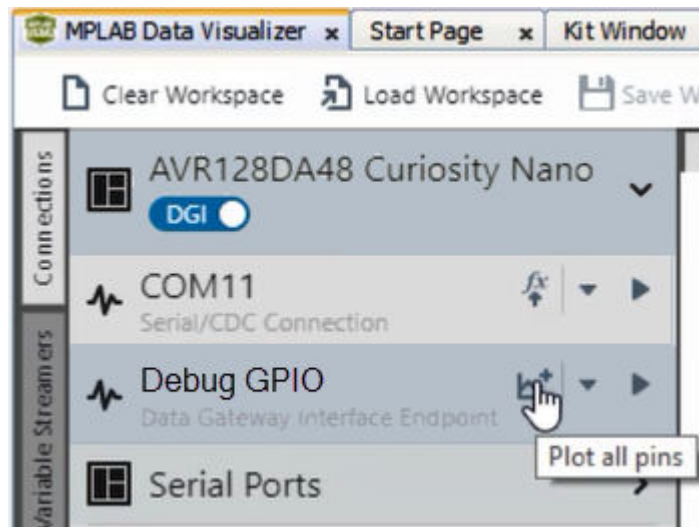 MPLAB Data Visualizer x Start Page x Kit Window
Clear Workspace Load Workspace Save W
Connections
AVR128DA48 Curiosity Nano
DGI
COM11
fx
Serial/CDC Connection
Variable Streamers
Debug GPIO
Data Gateway Interface Endpoint
Plot all pins
Serial Ports